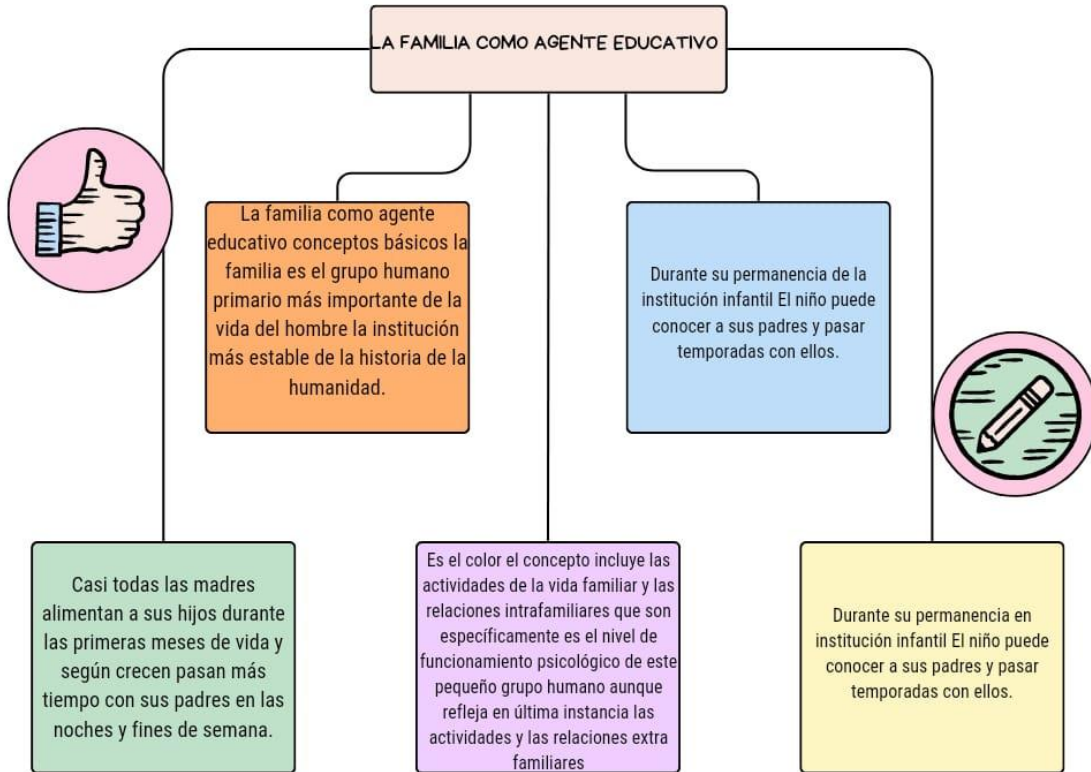 LA FAMILIA COMO AGENTE EDUCATIVO
La familia como agente
educativo conceptos básicos la
familia es el grupo humano
primario más importante de la
vida del hombre la institución
más estable de la historia de la
humanidad.
Durante su permanencia de la
institución infantil El niño puede
conocer a sus padres y pasar
temporadas con ellos.
Casi todas las madres
alimentan a sus hijos durante
las primeras meses de vida y
según crecen pasan más
tiempo con sus padres en las
noches y fines de semana.
Es el color el concepto incluye las
actividades de la vida familiar y las
relaciones intrafamiliares que son
específicamente es el nivel de
funcionamiento psicológico de este
pequeño grupo humano aunque
refleja en última instancia las
actividades y las relaciones extra
familiares
Durante su permanencia en
institución infantil El niño puede
conocer a sus padres y pasar
temporadas con ellos.